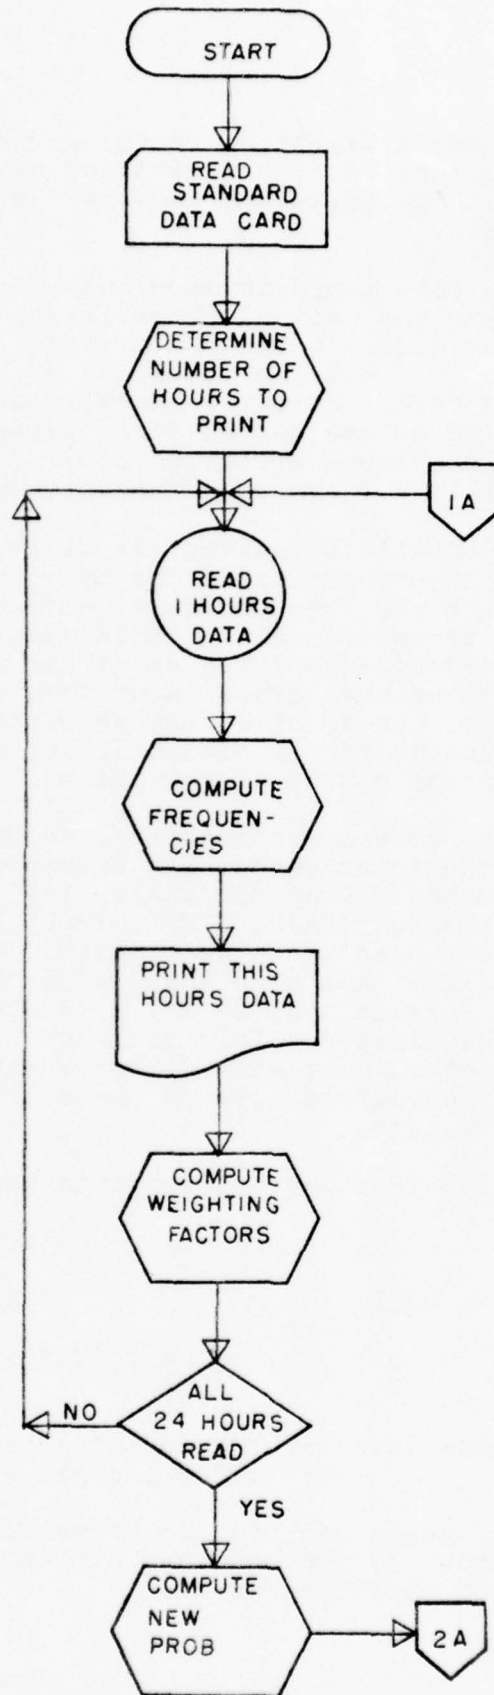 START
READ
STANDARD
DATA CARD
DETERMINE
NUMBER OF
HOURS TO
PRINT
1A
READ
1 HOURS
DATA
COMPUTE
FREQUEN-
CIES
PRINT THIS
HOURS DATA
COMPUTE
WEIGHTING
FACTORS
ALL
24 HOURS
READ
NO
YES
COMPUTE
NEW
PROB
2A